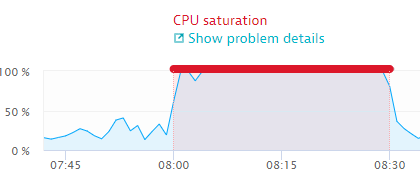 CPU saturation
Show problem details
100 %
50 %
0 %
07:45 08:00 08:15 08:30